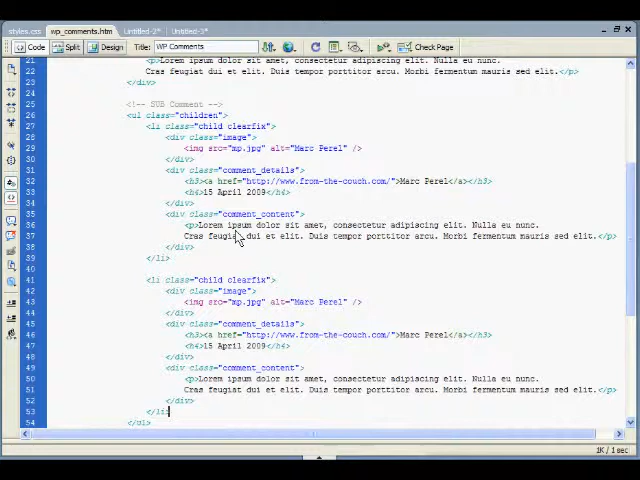 styles.css wp_comments.htm Untitled-2* Untitled-3*
Code Split Design Title: WP Comments Check Page
21 <p>Lorem ipsum dolor sit amet, consectetur adipiscing elit. Nulla eu nunc.
22 Cras feugiat dui et elit. Duis tempor porttitor arcu. Morbi fermentum mauris sed elit.</p>
23 </div>
24
25 <!-- SUB Comment -->
26 <ul class="children">
27 <li class="child clearfix">
28 <div class="image">
29 <img src="mp.jpg" alt="Marc Perel" />
30 </div>
31 <div class="comment_details">
32 <h3><a href="http://www.from-the-couch.com/">Marc Perel</a></h3>
33 <h4>15 April 2009</h4>
34 </div>
35 <div class="comment_content">
36 <p>Lorem ipsum dolor sit amet, consectetur adipiscing elit. Nulla eu nunc.
37 Cras feugiat dui et elit. Duis tempor porttitor arcu. Morbi fermentum mauris sed elit.</p>
38 </div>
39 </li>
40
41 <li class="child clearfix">
42 <div class="image">
43 <img src="mp.jpg" alt="Marc Perel" />
44 </div>
45 <div class="comment_details">
46 <h3><a href="http://www.from-the-couch.com/">Marc Perel</a></h3>
47 <h4>15 April 2009</h4>
48 </div>
49 <div class="comment_content">
50 <p>Lorem ipsum dolor sit amet, consectetur adipiscing elit. Nulla eu nunc.
51 Cras feugiat dui et elit. Duis tempor porttitor arcu. Morbi fermentum mauris sed elit.</p>
52 </div>
53 </li>
54 </ol>
1K / 1 sec